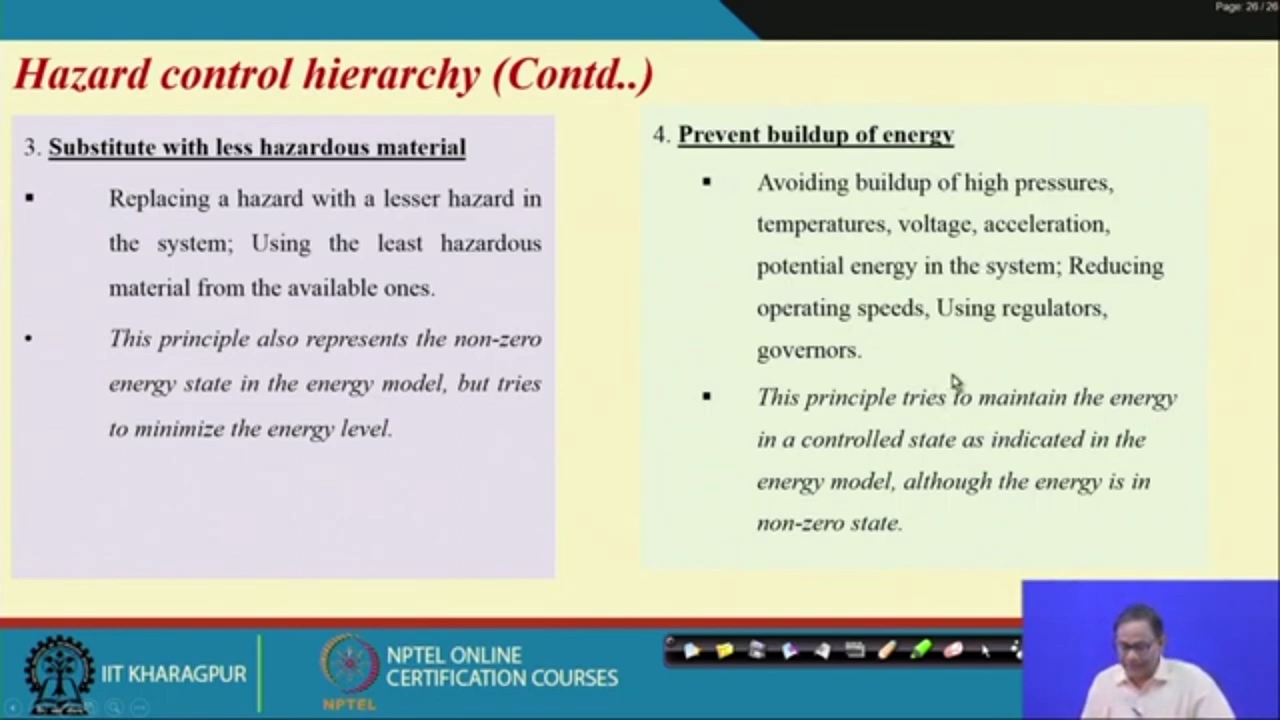 Page: 26 / 26
Hazard control hierarchy (Contd..)
3. Substitute with less hazardous material
▪ Replacing a hazard with a lesser hazard in
the system; Using the least hazardous
material from the available ones.
• This principle also represents the non-zero
energy state in the energy model, but tries
to minimize the energy level.
4. Prevent buildup of energy
▪ Avoiding buildup of high pressures,
temperatures, voltage, acceleration,
potential energy in the system; Reducing
operating speeds, Using regulators,
governors.
▪ This principle tries to maintain the energy
in a controlled state as indicated in the
energy model, although the energy is in
non-zero state.
IIT KHARAGPUR
NPTEL
NPTEL ONLINE
CERTIFICATION COURSES